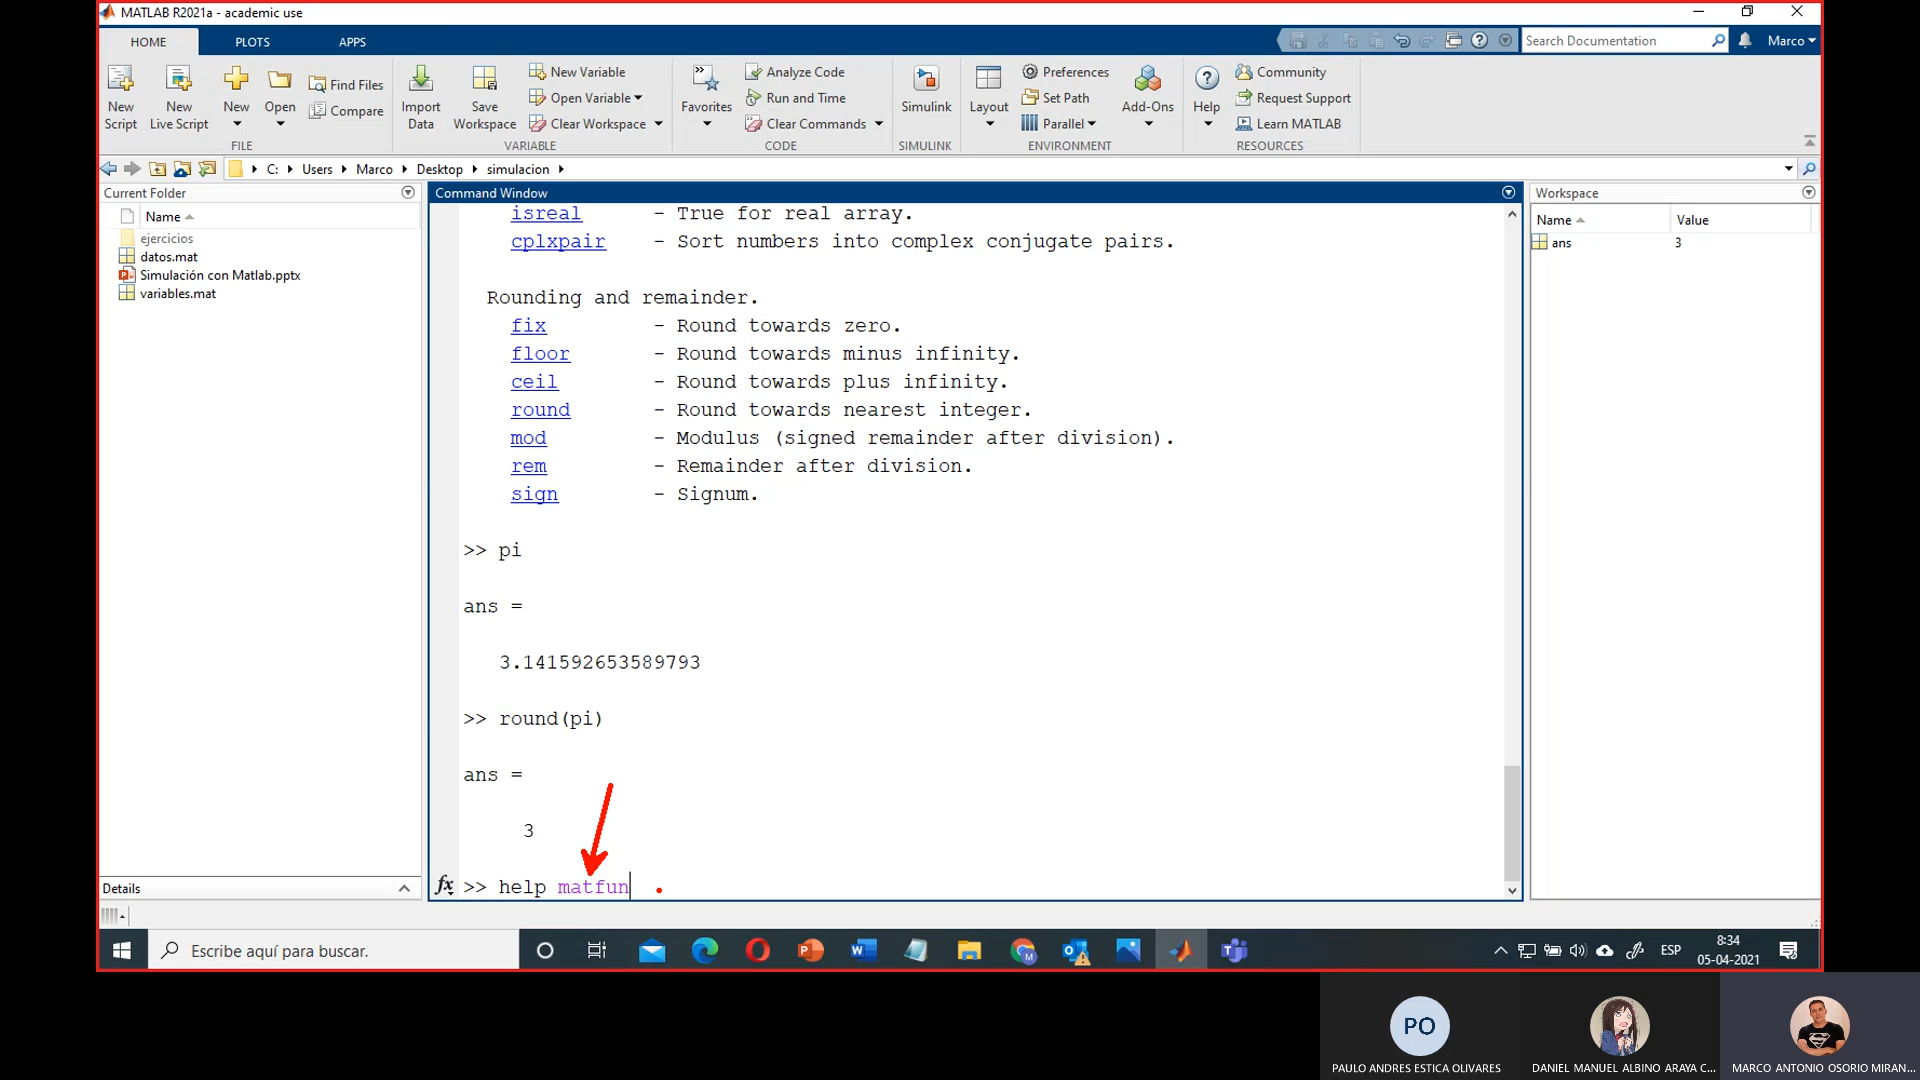 MATLAB R2021a - academic use
HOME PLOTS APPS
Search Documentation
Marco
New Script
New Live Script
New
Open
Find Files
Compare
FILE
Import Data
Save Workspace
New Variable
Open Variable
Clear Workspace
VARIABLE
Favorites
Analyze Code
Run and Time
Clear Commands
CODE
Simulink
SIMULINK
Layout
Preferences
Set Path
Parallel
Add-Ons
ENVIRONMENT
Help
Community
Request Support
Learn MATLAB
RESOURCES
C: Users Marco Desktop simulacion
Current Folder
Name
ejercicios
datos.mat
Simulación con Matlab.pptx
variables.mat
Details
Command Window
isreal - True for real array.
cplxpair - Sort numbers into complex conjugate pairs.
Rounding and remainder.
fix - Round towards zero.
floor - Round towards minus infinity.
ceil - Round towards plus infinity.
round - Round towards nearest integer.
mod - Modulus (signed remainder after division).
rem - Remainder after division.
sign - Signum.
>> pi
ans =
3.141592653589793
>> round(pi)
ans =
3
fx >> help matfun
Workspace
Name Value
ans 3
Escribe aquí para buscar.
ESP
8:34
05-04-2021
PO
PAULO ANDRES ESTICA OLIVARES
DANIEL MANUEL ALBINO ARAYA C...
MARCO ANTONIO OSORIO MIRAN...